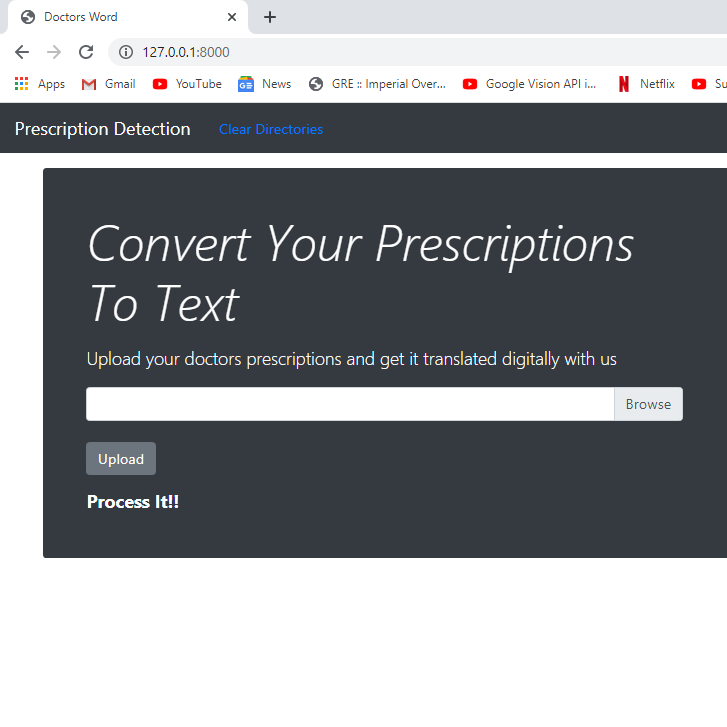 Doctors Word
127.0.0.1:8000
Apps Gmail YouTube News GRE :: Imperial Over... Google Vision API i... Netflix Su
Prescription Detection Clear Directories
Convert Your Prescriptions
To Text
Upload your doctors prescriptions and get it translated digitally with us
Browse
Upload
Process It!!